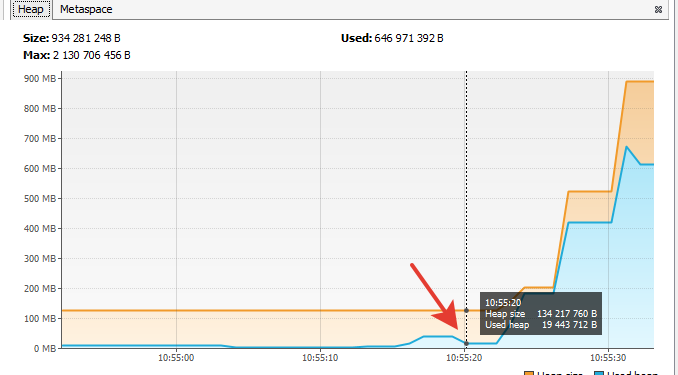 Heap Metaspace
Size: 934 281 248 B Used: 646 971 392 B
Max: 2 130 706 456 B
900 MB
800 MB
700 MB
600 MB
500 MB
400 MB
300 MB
200 MB
100 MB
0 MB
10:55:20
Heap size 134 217 760 B
Used heap 19 443 712 B
10:55:00 10:55:10 10:55:20 10:55:30
Heap size Used heap